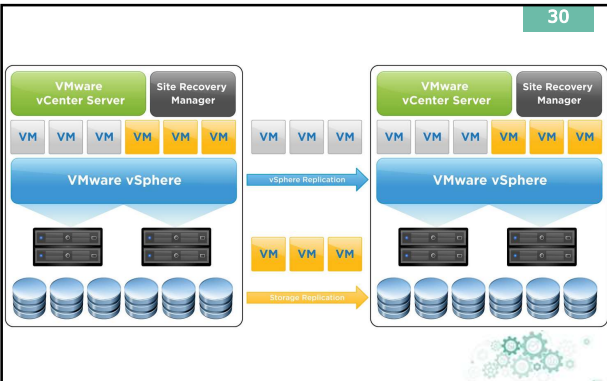 30
VMware
vCenter Server
Site Recovery
Manager
VM VM VM VM VM VM
VMware vSphere
VM VM VM
vSphere Replication
VM VM VM
Storage Replication
VMware
vCenter Server
Site Recovery
Manager
VM VM VM VM VM VM
VMware vSphere